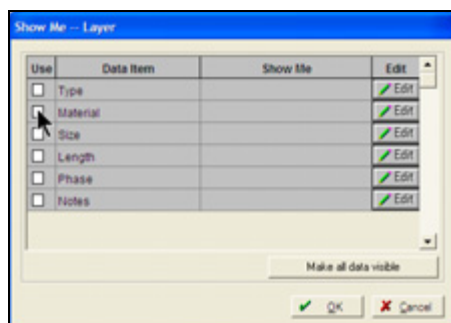 Show Me -- Layer
Use Data Item Show Me Edit
Type Edit
Material Edit
Size Edit
Length Edit
Phase Edit
Notes Edit
Make all data visible
OK Cancel